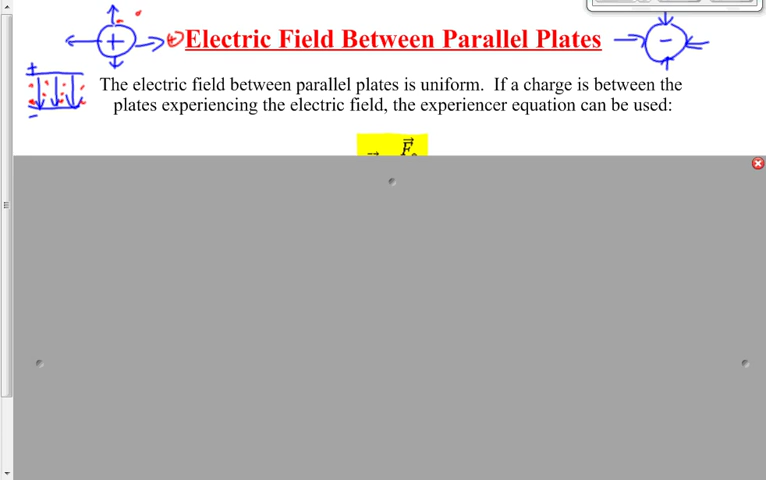 Electric Field Between Parallel Plates
The electric field between parallel plates is uniform. If a charge is between the
plates experiencing the electric field, the experiencer equation can be used:
+
+
+
-
-